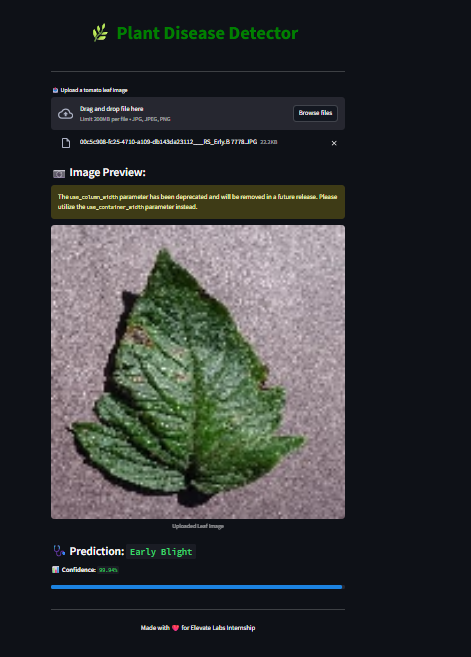 Plant Disease Detector
Upload a tomato leaf image
Drag and drop file here
Limit 200MB per file • JPG, JPEG, PNG
Browse files
00c5c908-fc25-4710-a109-db143da23112___RS_Erly.B 7778.JPG 22.2KB
Image Preview:
The use_column_width parameter has been deprecated and will be removed in a future release. Please
utilize the use_container_width parameter instead.
Uploaded Leaf Image
Prediction: Early Blight
Confidence: 99.94%
Made with ❤️ for Elevate Labs Internship